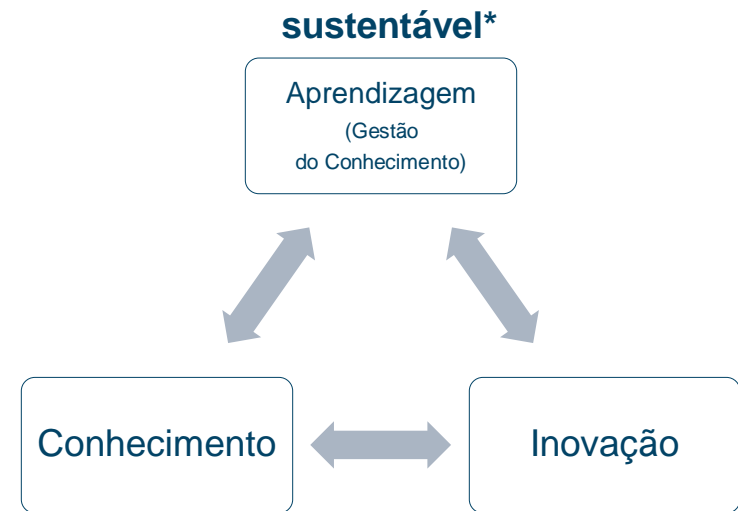 sustentável*
Aprendizagem
(Gestão
do Conhecimento)
Conhecimento
Inovação